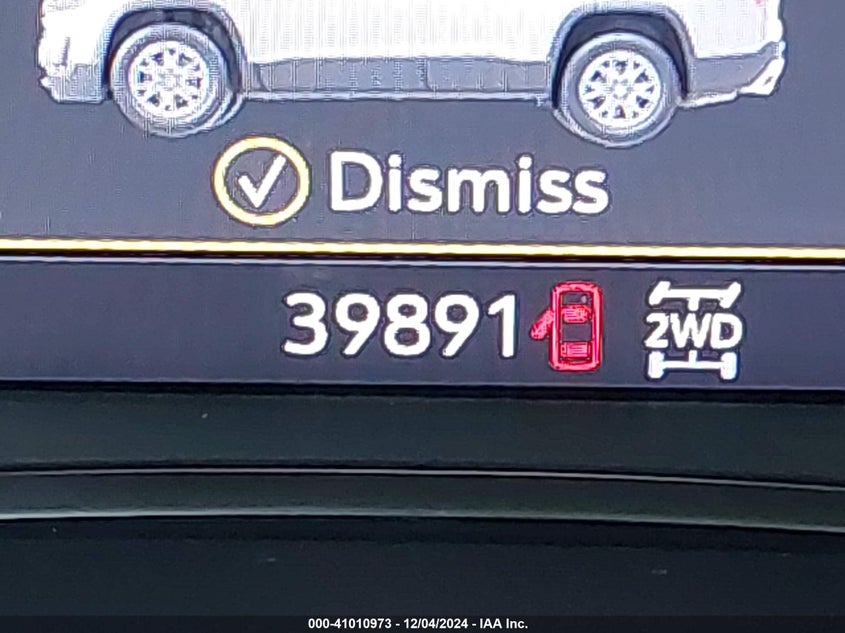 Dismiss
39891
2WD
000-41010973 - 12/04/2024 - IAA Inc.